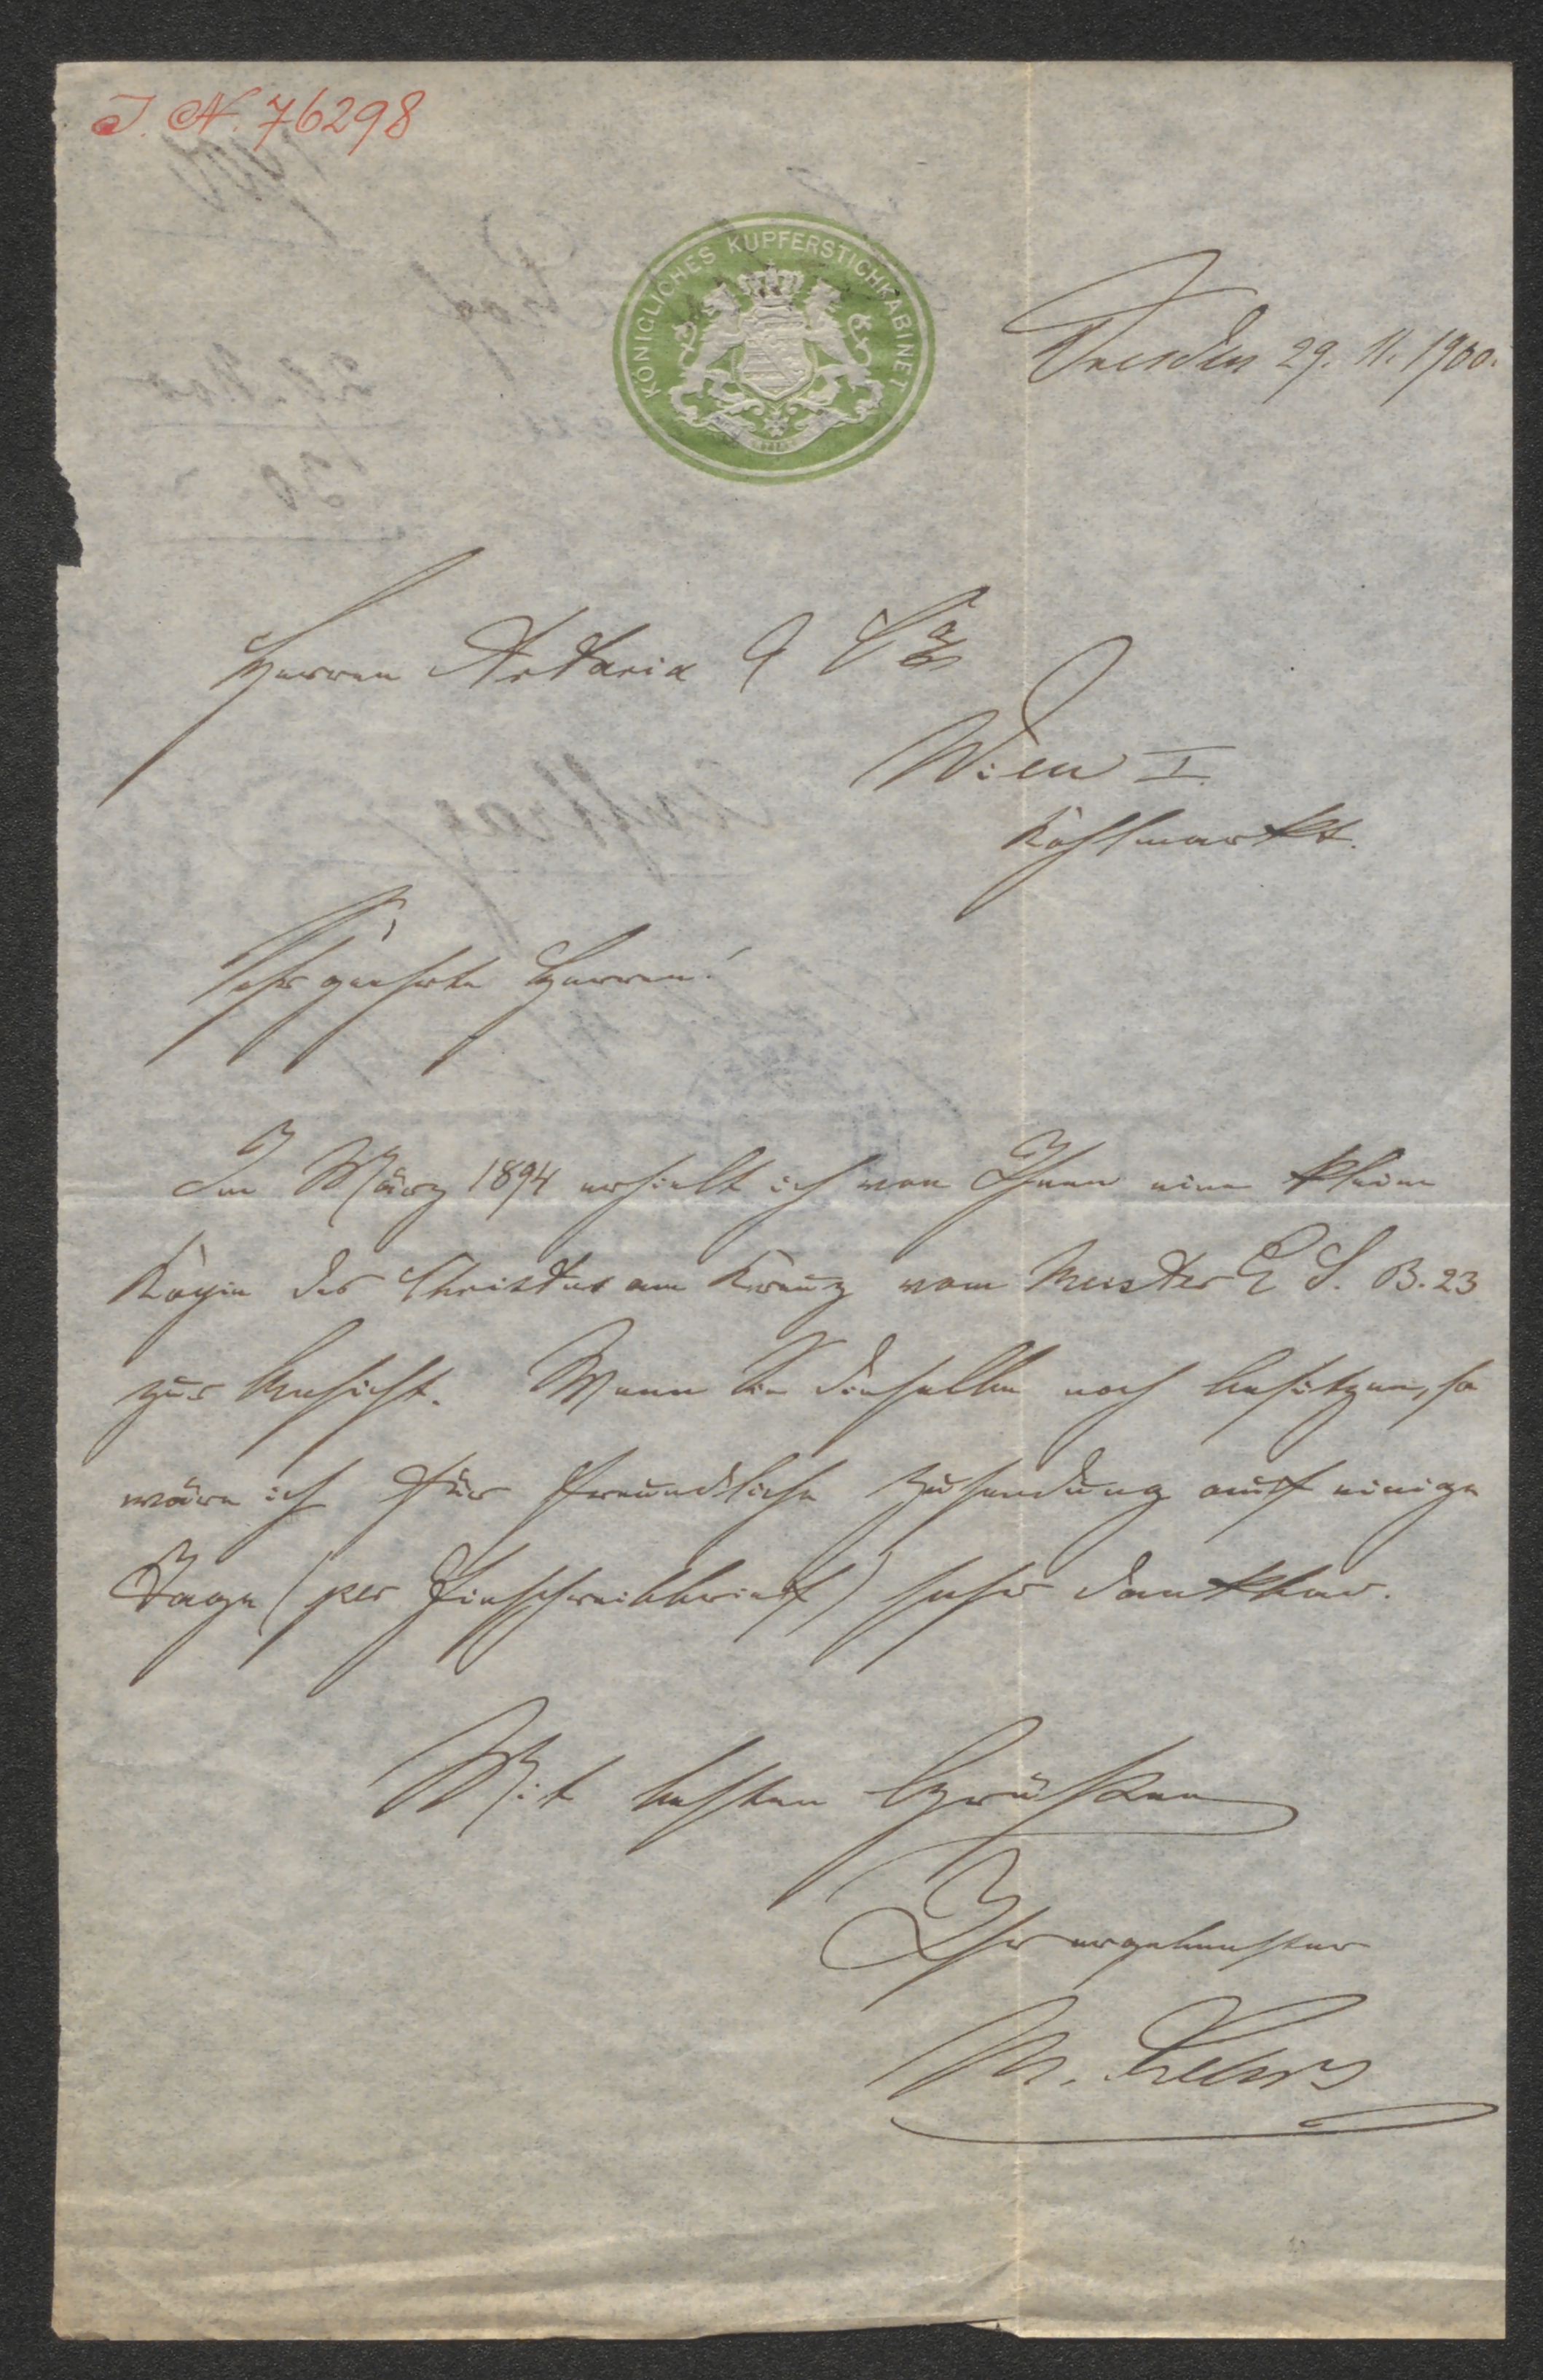 J. N. 76298
KÖNIGLICHES KUPFERSTICHKABINET
Dresden 29. 11. 1900.
Herren Artaria & Co
Wien I.
Kohlmarkt.
Sehr geehrte Herren!
Im März 1894 erhielt ich von Ihnen eine kleine
Kopie des Christus am Kreuz vom Meister E S. B. 23
zur Ansicht. Wenn Sie dieselbe noch besitzen, so
wäre ich für freundliche Zusendung auf einige
Tage (per Einschreibbrief) sehr dankbar.
Mit besten Grüßen
Ihr ergebenster
M. Lehrs